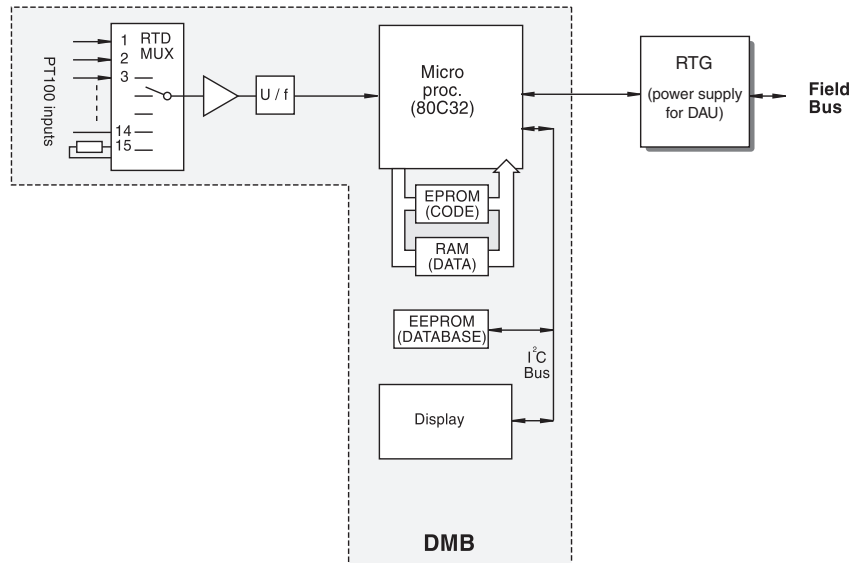 PT100 inputs
1
2
3
14
15
RTD
MUX
U / f
Micro
proc.
(80C32)
EPROM
(CODE)
RAM
(DATA)
EEPROM
(DATABASE)
I²C
Bus
Display
DMB
RTG
(power supply
for DAU)
Field
Bus